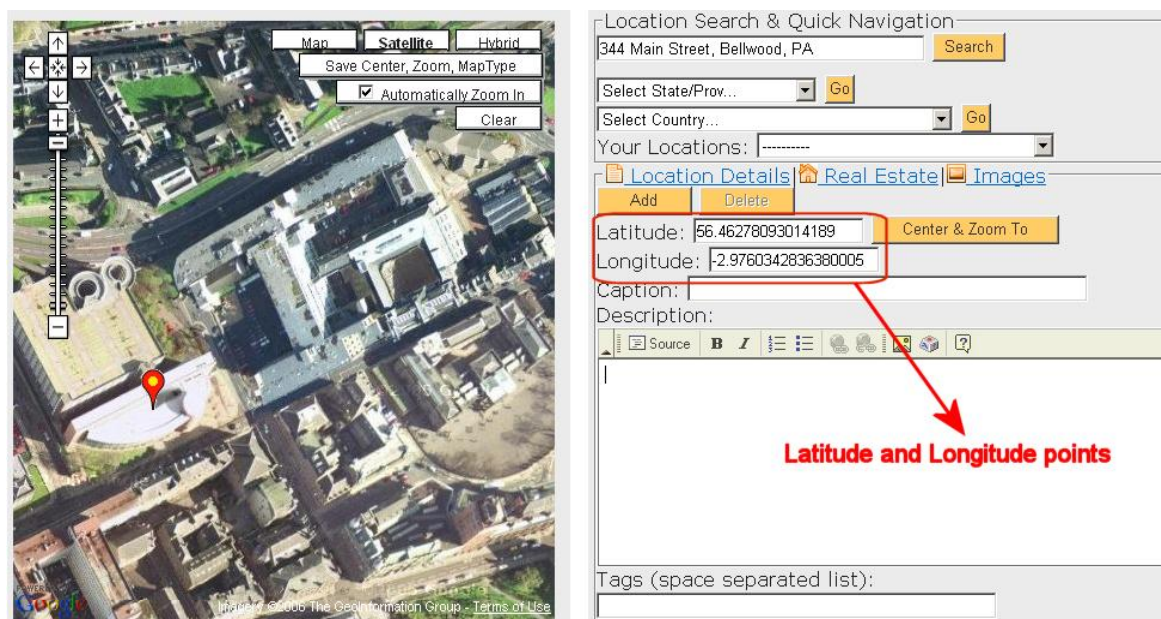 Map
Satellite
Hybrid
Save Center, Zoom, MapType
Automatically Zoom In
Clear
POWERED BY
Google
Imagery ©2006 The GeoInformation Group - Terms of Use
Location Search & Quick Navigation
344 Main Street, Bellwood, PA
Search
Select State/Prov...
Go
Select Country...
Go
Your Locations: ----------
Location Details| Real Estate| Images
Add
Delete
Latitude: 56.46278093014189
Center & Zoom To
Longitude: -2.9760342836380005
Caption:
Description:
Source B I
Latitude and Longitude points
Tags (space separated list):